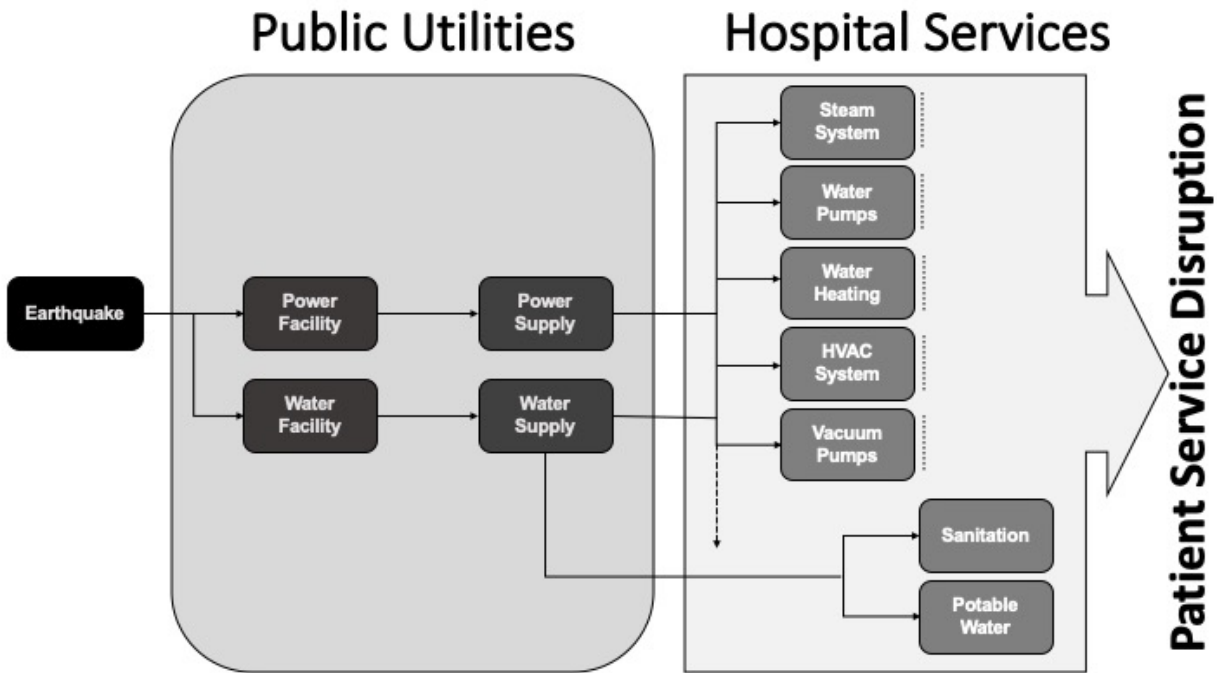 Public Utilities
Hospital Services
Earthquake
Power
Facility
Power
Supply
Water
Facility
Water
Supply
Steam
System
Water
Pumps
Water
Heating
HVAC
System
Vacuum
Pumps
Sanitation
Potable
Water
Patient Service Disruption